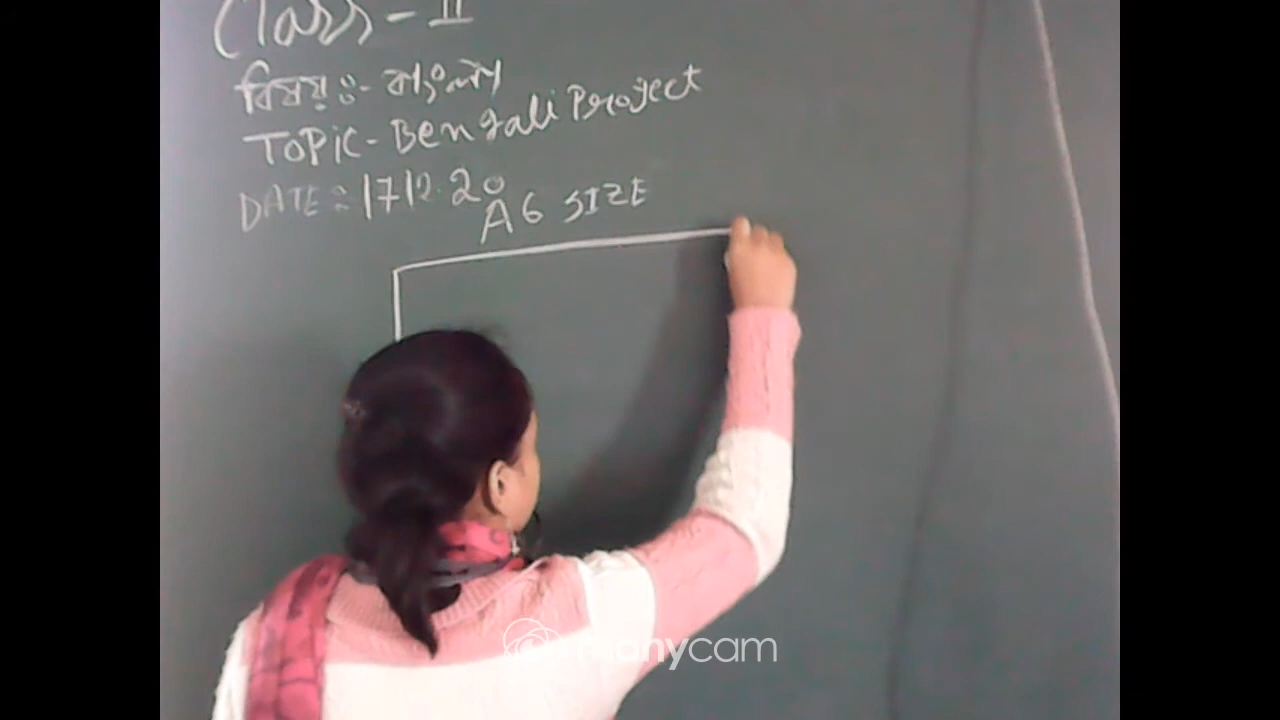 Class - II
বিষয়ঃ- বাংলা
TOPIC - Bengali Project
DATE :- 17.12.20
A6 SIZE
manycam